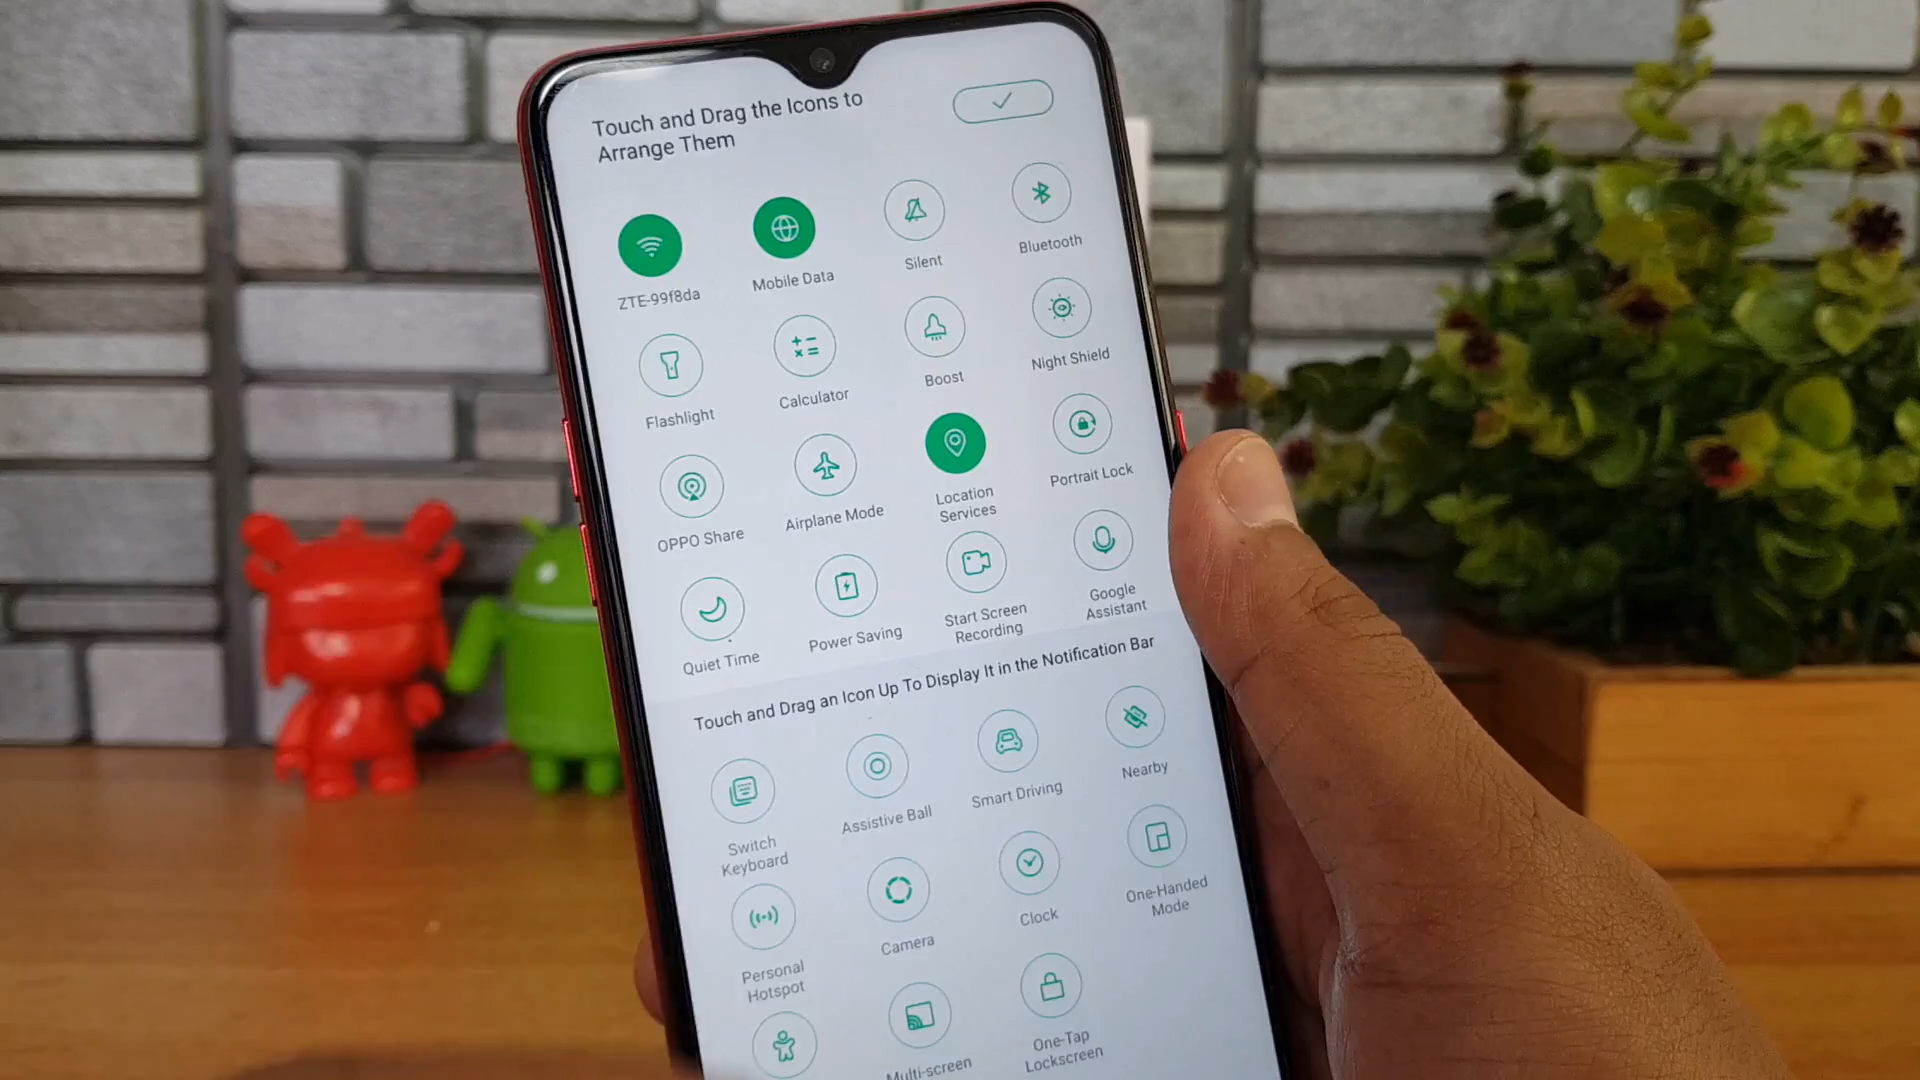 Touch and Drag the Icons to
Arrange Them
ZTE-99f8da
Mobile Data
Silent
Bluetooth
Flashlight
Calculator
Boost
Night Shield
OPPO Share
Airplane Mode
Location
Services
Portrait Lock
Quiet Time
Power Saving
Start Screen
Recording
Google
Assistant
Touch and Drag an Icon Up To Display It in the Notification Bar
Switch
Keyboard
Assistive Ball
Smart Driving
Nearby
Personal
Hotspot
Camera
Clock
One-Handed
Mode
Multi-screen
One-Tap
Lockscreen